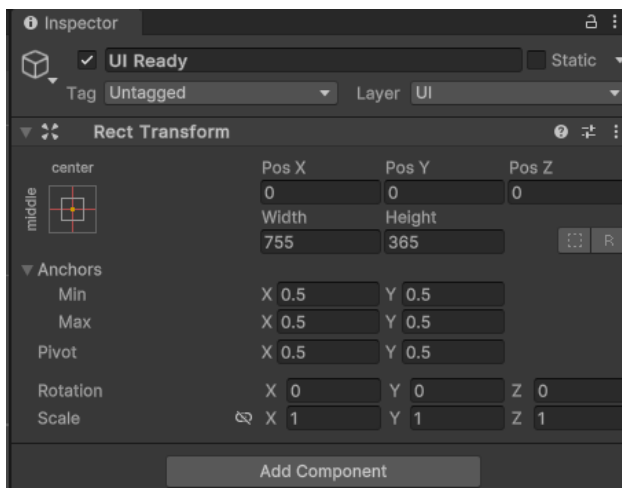 Inspector
UI Ready Static
Tag Untagged Layer UI
Rect Transform
center Pos X Pos Y Pos Z
middle 0 0 0
Width Height
755 365 R
Anchors
Min X 0.5 Y 0.5
Max X 0.5 Y 0.5
Pivot X 0.5 Y 0.5
Rotation X 0 Y 0 Z 0
Scale X 1 Y 1 Z 1
Add Component